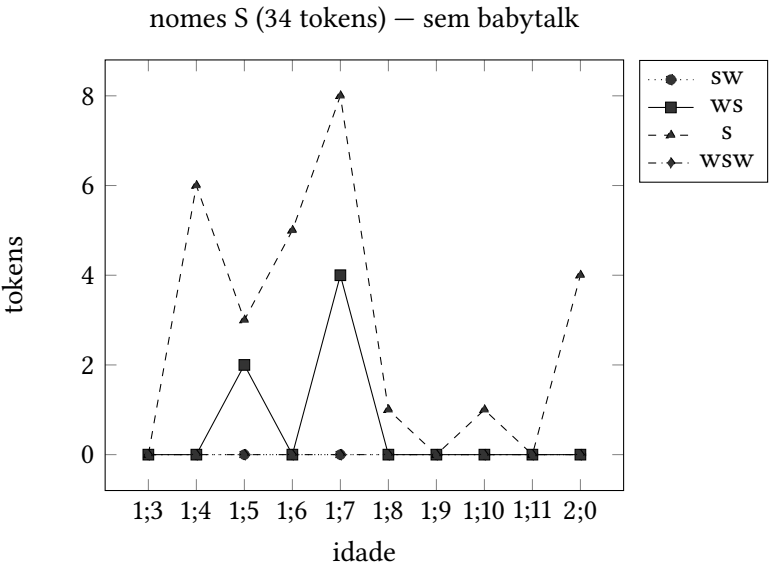 nomes S (34 tokens) — sem babytalk
sw
ws
s
wsw
tokens
8
6
4
2
0
1;3 1;4 1;5 1;6 1;7 1;8 1;9 1;10 1;11 2;0
idade